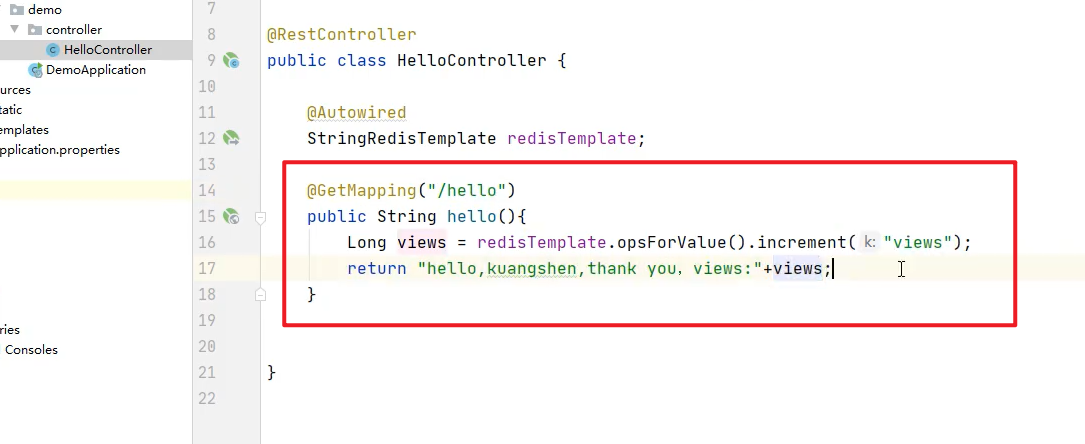 demo
controller
HelloController
DemoApplication
ources
tatic
emplates
pplication.properties
ries
Consoles
7
8 @RestController
9 public class HelloController {
10
11 @Autowired
12 StringRedisTemplate redisTemplate;
13
14 @GetMapping("/hello")
15 public String hello(){
16 Long views = redisTemplate.opsForValue().increment( k: "views");
17 return "hello,kuangshen,thank you，views:"+views;
18 }
19
20
21 }
22